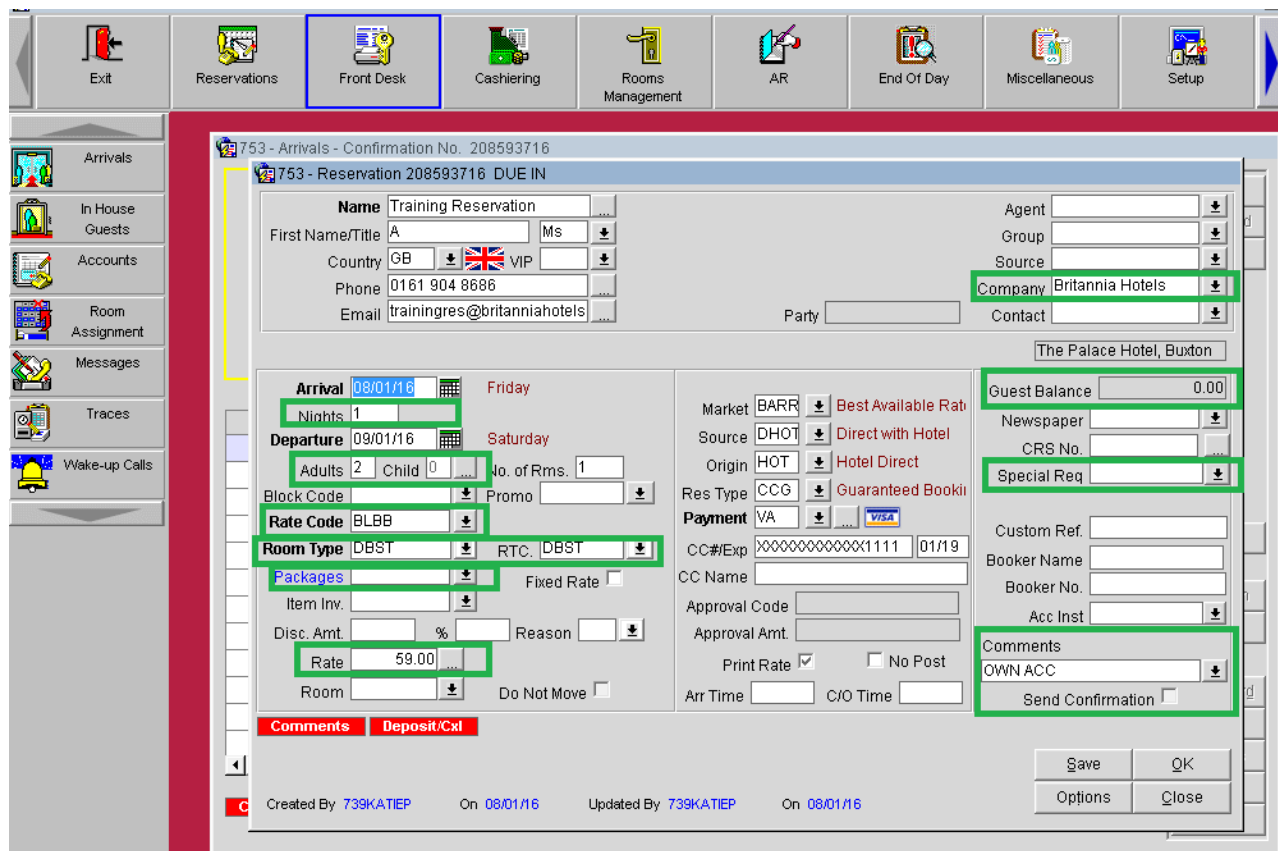 Exit
Reservations
Front Desk
Cashiering
Rooms Management
AR
End Of Day
Miscellaneous
Setup
Arrivals
In House Guests
Accounts
Room Assignment
Messages
Traces
Wake-up Calls
753 - Arrivals - Confirmation No. 208593716
753 - Reservation 208593716 DUE IN
Name Training Reservation ...
First Name/Title A Ms
Country GB VIP
Phone 0161 904 8686 ...
Email trainingres@britanniahotels ...
Party
Agent
Group
Source
Company Britannia Hotels
Contact
The Palace Hotel, Buxton
Arrival 08/01/16 Friday
Nights 1
Departure 09/01/16 Saturday
Adults 2 Child 0 ... No. of Rms. 1
Block Code Promo
Rate Code BLBB
Room Type DBST RTC. DBST
Packages Fixed Rate
Item Inv.
Disc. Amt. % Reason
Rate 59.00 ...
Room Do Not Move
Market BARR Best Available Rat
Source DHOT Direct with Hotel
Origin HOT Hotel Direct
Res Type CCG Guaranteed Bookin
Payment VA ... VISA
CC#/Exp XXXXXXXXXXXX1111 01/19
CC Name
Approval Code
Approval Amt.
Print Rate No Post
Arr Time C/O Time
Guest Balance 0.00
Newspaper
CRS No. ...
Special Req
Custom Ref.
Booker Name
Booker No.
Acc Inst
Comments
OWN ACC
Send Confirmation
Comments Deposit/Cxl
Save OK
Options Close
Created By 739KATIEP On 08/01/16 Updated By 739KATIEP On 08/01/16